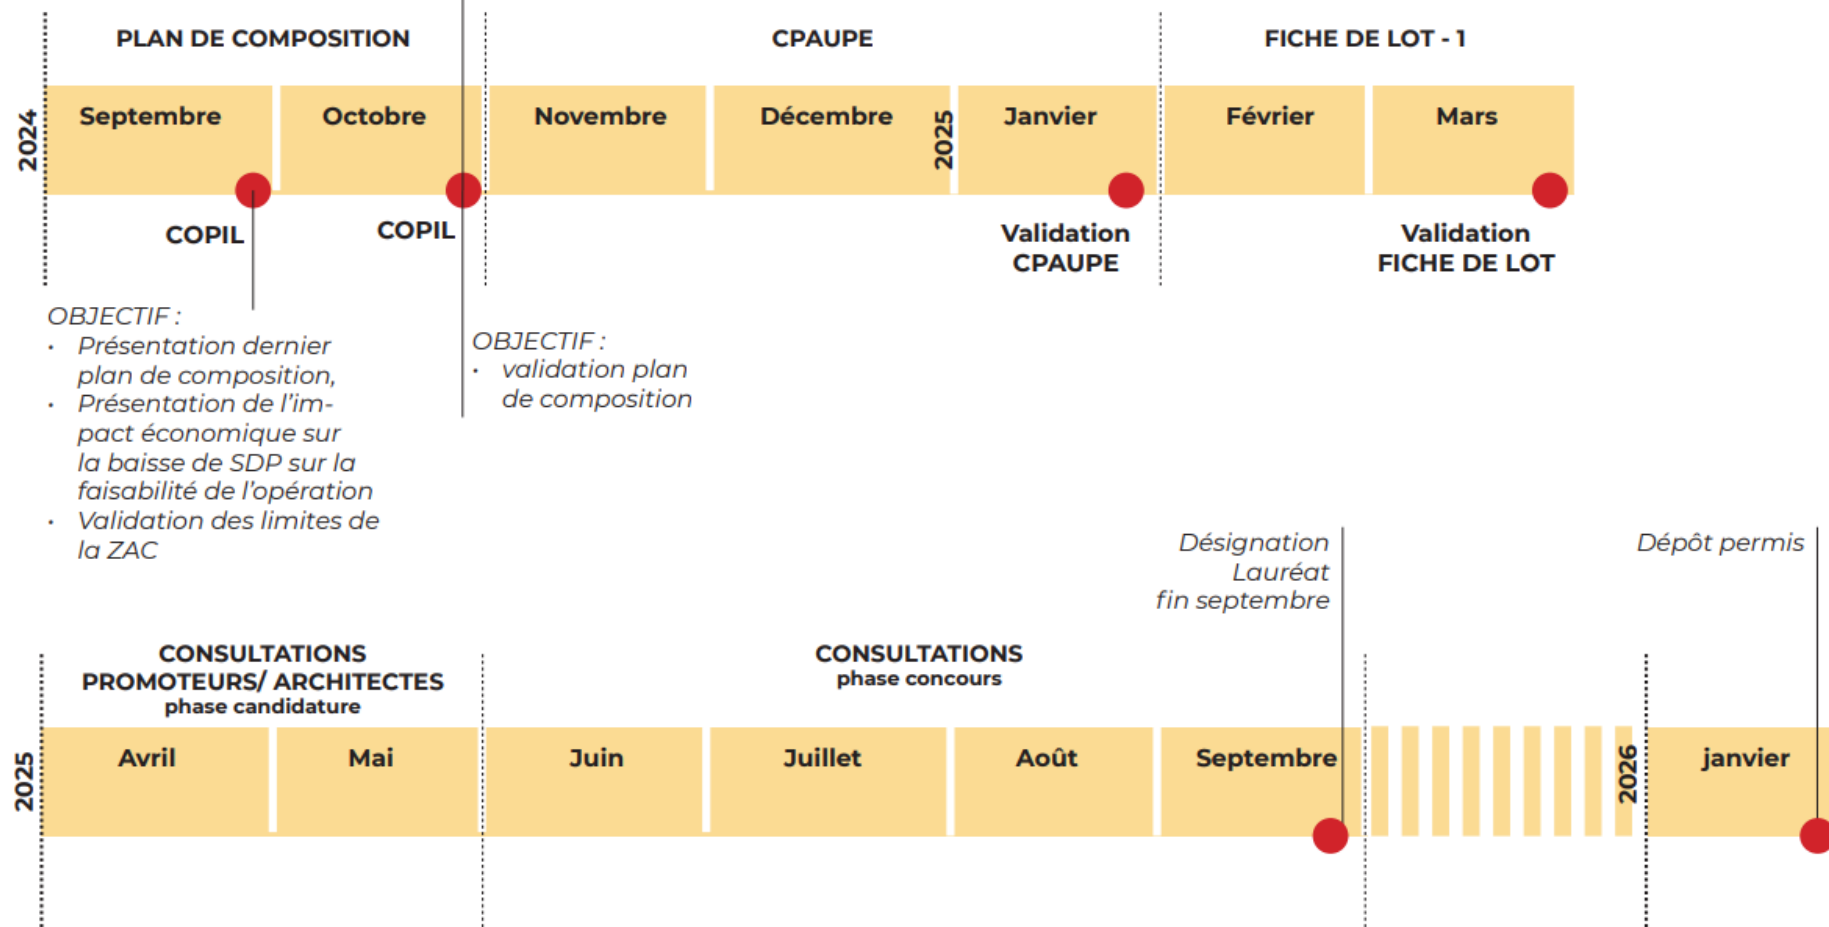 PLAN DE COMPOSITION
CPAUPE
FICHE DE LOT - 1
2024
Septembre
Octobre
Novembre
Décembre
2025
Janvier
Février
Mars
COPIL
COPIL
Validation
CPAUPE
Validation
FICHE DE LOT
OBJECTIF :
• Présentation dernier
plan de composition,
• Présentation de l'im-
pact économique sur
la baisse de SDP sur la
faisabilité de l'opération
• Validation des limites de
la ZAC
OBJECTIF :
• validation plan
de composition
Désignation
Lauréat
fin septembre
Dépôt permis
CONSULTATIONS
PROMOTEURS/ ARCHITECTES
phase candidature
CONSULTATIONS
phase concours
2025
Avril
Mai
Juin
Juillet
Août
Septembre
2026
janvier